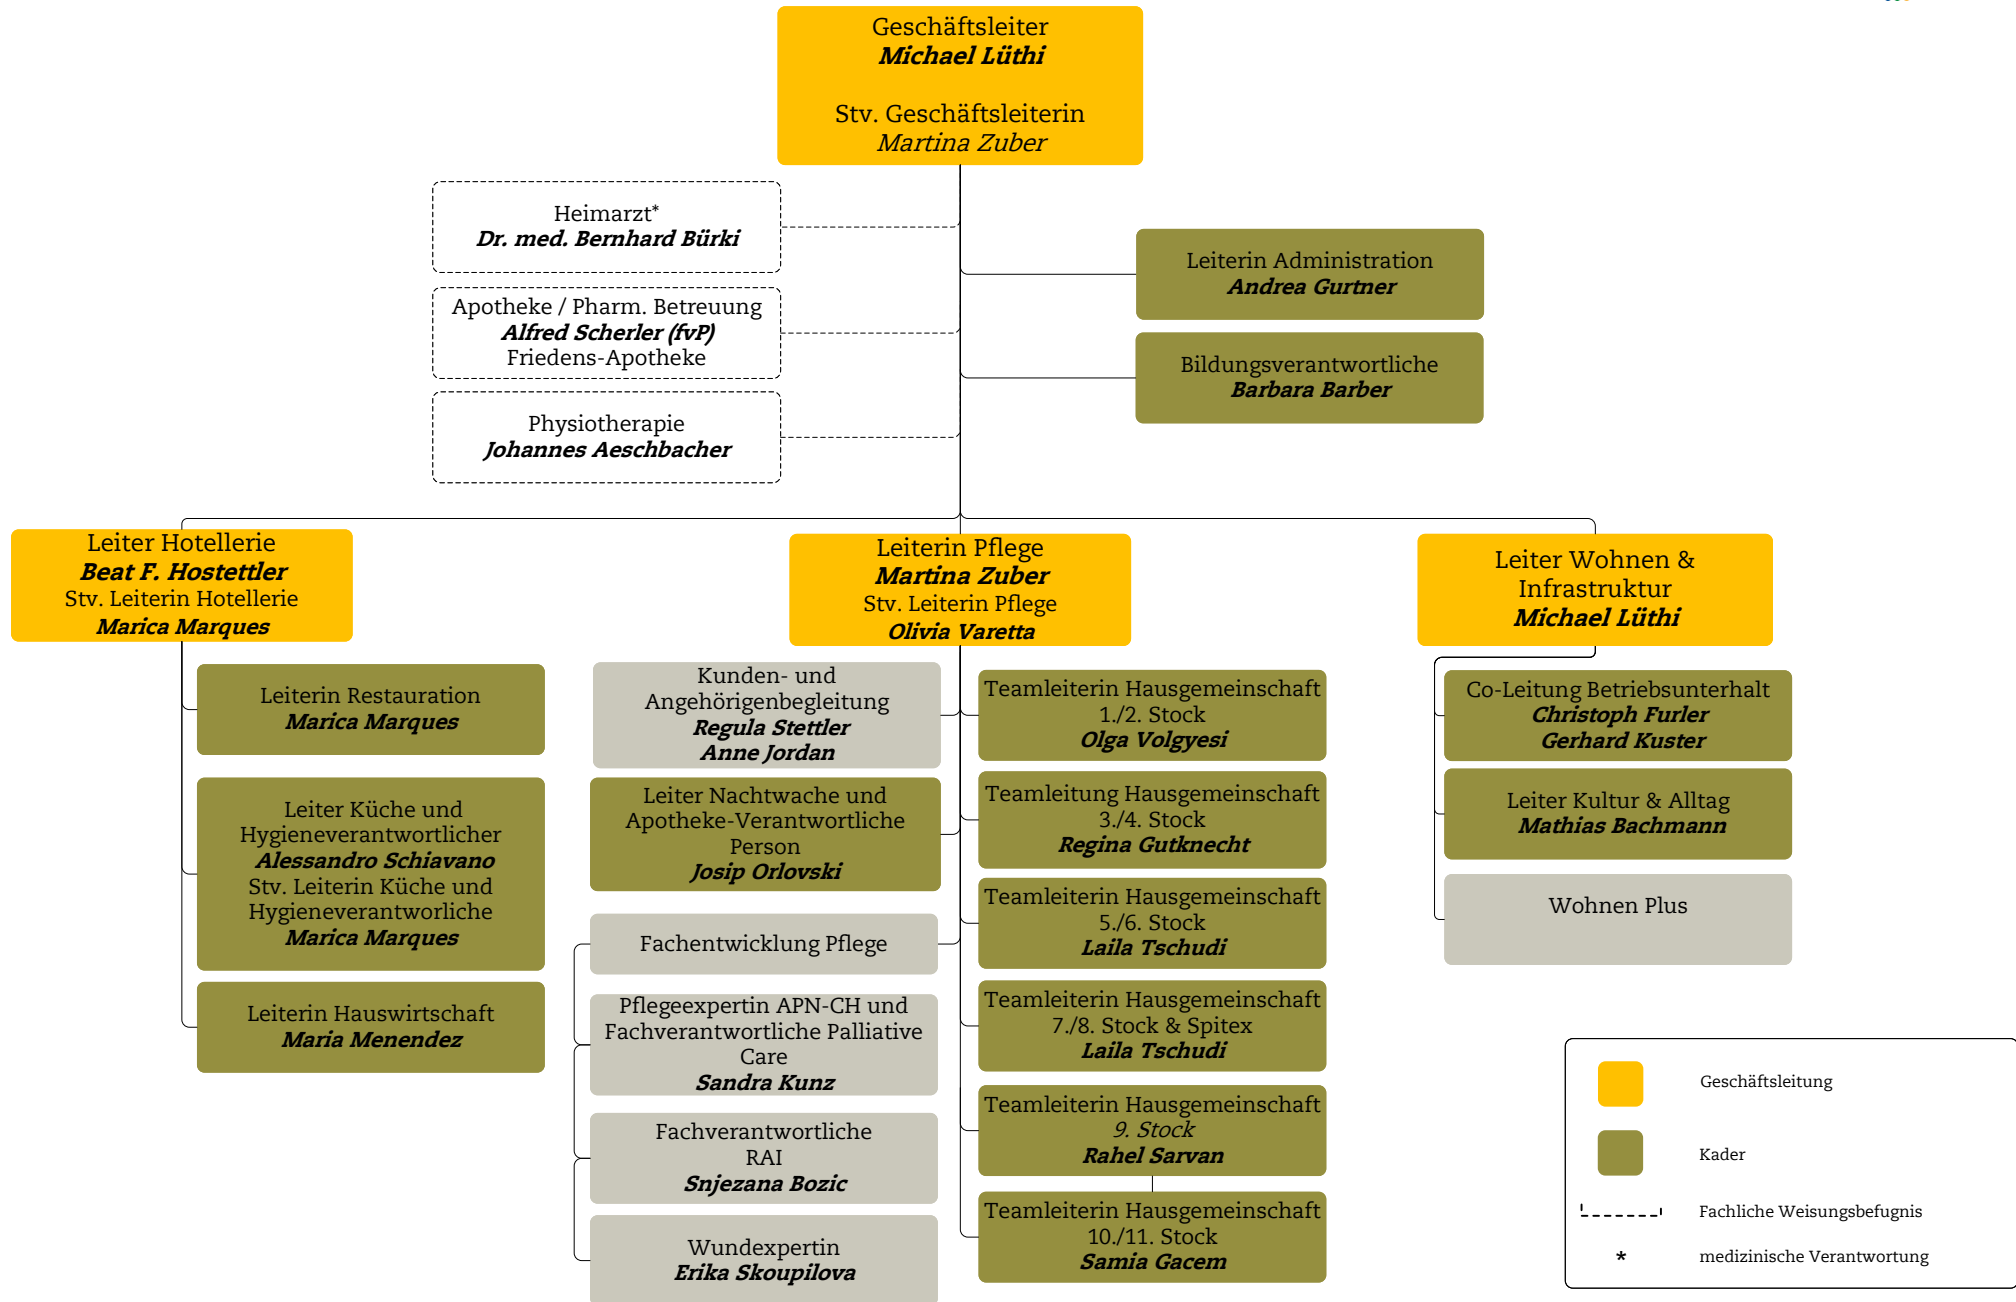 Geschäftsleiter
Michael Lüthi
Stv. Geschäftsleiterin
Martina Zuber
Heimarzt*
Dr. med. Bernhard Bürki
Apotheke / Pharm. Betreuung
Alfred Scherler (fvP)
Friedens-Apotheke
Physiotherapie
Johannes Aeschbacher
Leiterin Administration
Andrea Gurtner
Bildungsverantwortliche
Barbara Barber
Leiter Hotellerie
Beat F. Hostettler
Stv. Leiterin Hotellerie
Marica Marques
Leiterin Restauration
Marica Marques
Leiter Küche und
Hygieneverantwortlicher
Alessandro Schiavano
Stv. Leiterin Küche und
Hygieneverantworliche
Marica Marques
Leiterin Hauswirtschaft
Maria Menendez
Leiterin Pflege
Martina Zuber
Stv. Leiterin Pflege
Olivia Varetta
Kunden- und
Angehörigenbegleitung
Regula Stettler
Anne Jordan
Leiter Nachtwache und
Apotheke-Verantwortliche
Person
Josip Orlovski
Fachentwicklung Pflege
Pflegeexpertin APN-CH und
Fachverantwortliche Palliative
Care
Sandra Kunz
Fachverantwortliche
RAI
Snjezana Bozic
Wundexpertin
Erika Skoupilova
Teamleiterin Hausgemeinschaft
1./2. Stock
Olga Volgyesi
Teamleitung Hausgemeinschaft
3./4. Stock
Regina Gutknecht
Teamleiterin Hausgemeinschaft
5./6. Stock
Laila Tschudi
Teamleiterin Hausgemeinschaft
7./8. Stock & Spitex
Laila Tschudi
Teamleiterin Hausgemeinschaft
9. Stock
Rahel Sarvan
Teamleiterin Hausgemeinschaft
10./11. Stock
Samia Gacem
Leiter Wohnen &
Infrastruktur
Michael Lüthi
Co-Leitung Betriebsunterhalt
Christoph Furler
Gerhard Kuster
Leiter Kultur & Alltag
Mathias Bachmann
Wohnen Plus
Geschäftsleitung
Kader
Fachliche Weisungsbefugnis
* medizinische Verantwortung